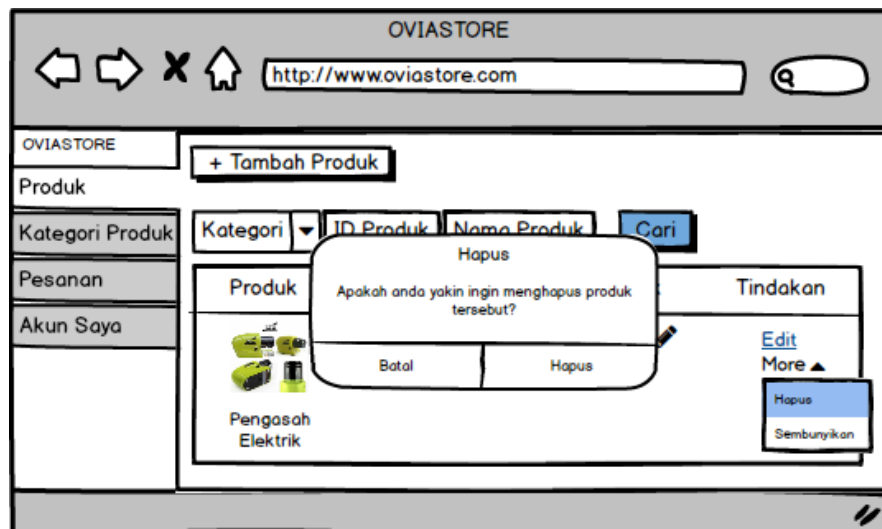 OVIASTORE
http://www.oviastore.com
OVIASTORE
+ Tambah Produk
Produk
Kategori Produk
Pesanan
Akun Saya
Kategori
ID Produk
Nama Produk
Cari
Hapus
Apakah anda yakin ingin menghapus produk
tersebut?
Batal
Hapus
Produk
Tindakan
Pengasah
Elektrik
Edit
More
Hapus
Sembunyikan